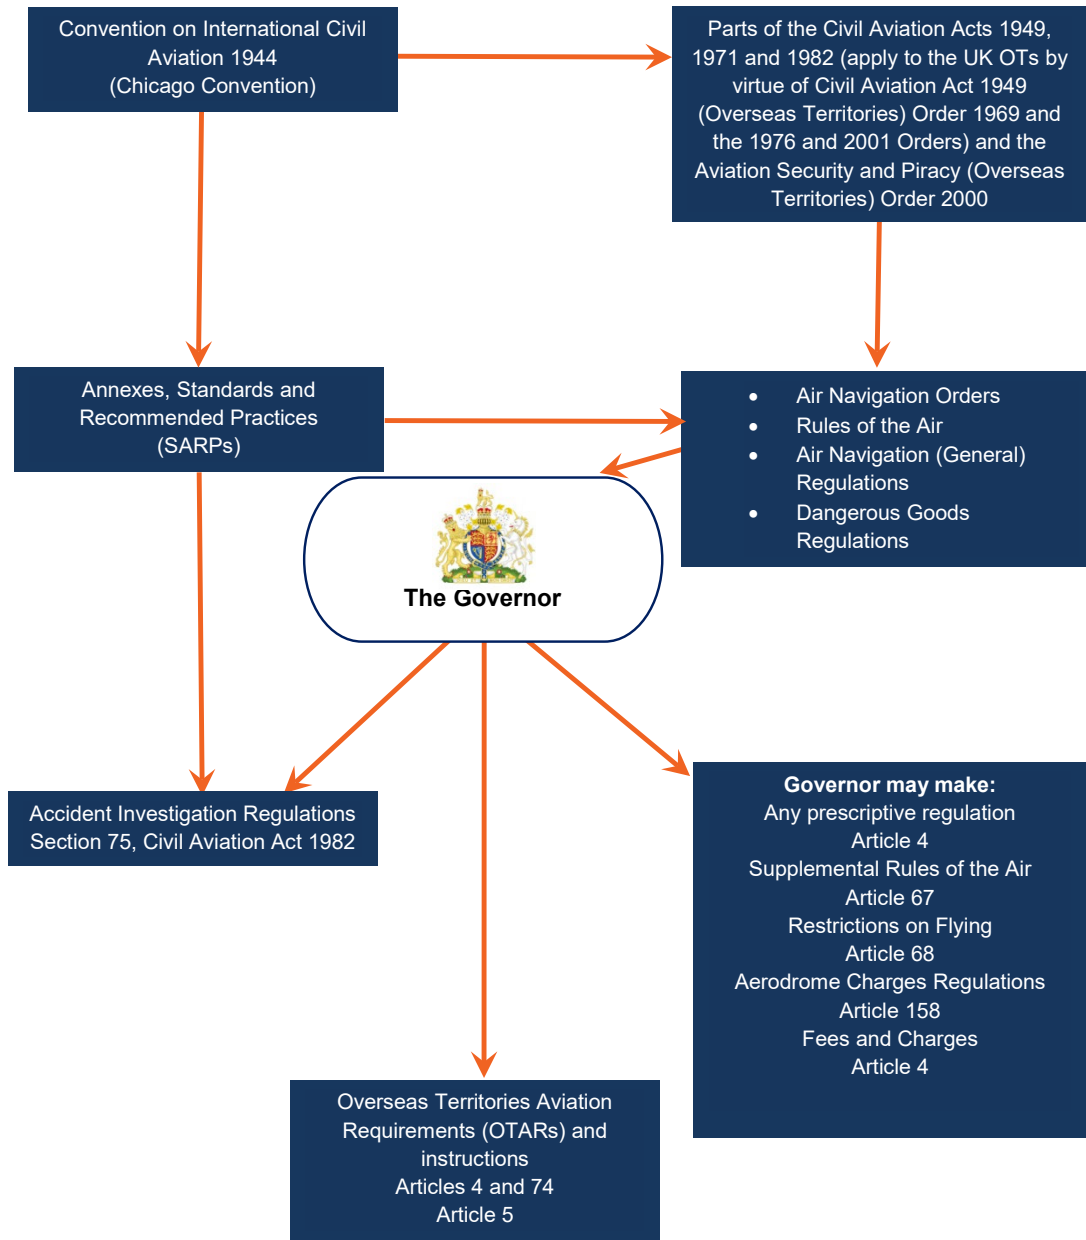 Convention on International Civil
Aviation 1944
(Chicago Convention)
Parts of the Civil Aviation Acts 1949,
1971 and 1982 (apply to the UK OTs by
virtue of Civil Aviation Act 1949
(Overseas Territories) Order 1969 and
the 1976 and 2001 Orders) and the
Aviation Security and Piracy (Overseas
Territories) Order 2000
Annexes, Standards and
Recommended Practices
(SARPs)
• Air Navigation Orders
• Rules of the Air
• Air Navigation (General)
Regulations
• Dangerous Goods
Regulations
The Governor
Accident Investigation Regulations
Section 75, Civil Aviation Act 1982
Governor may make:
Any prescriptive regulation
Article 4
Supplemental Rules of the Air
Article 67
Restrictions on Flying
Article 68
Aerodrome Charges Regulations
Article 158
Fees and Charges
Article 4
Overseas Territories Aviation
Requirements (OTARs) and
instructions
Articles 4 and 74
Article 5